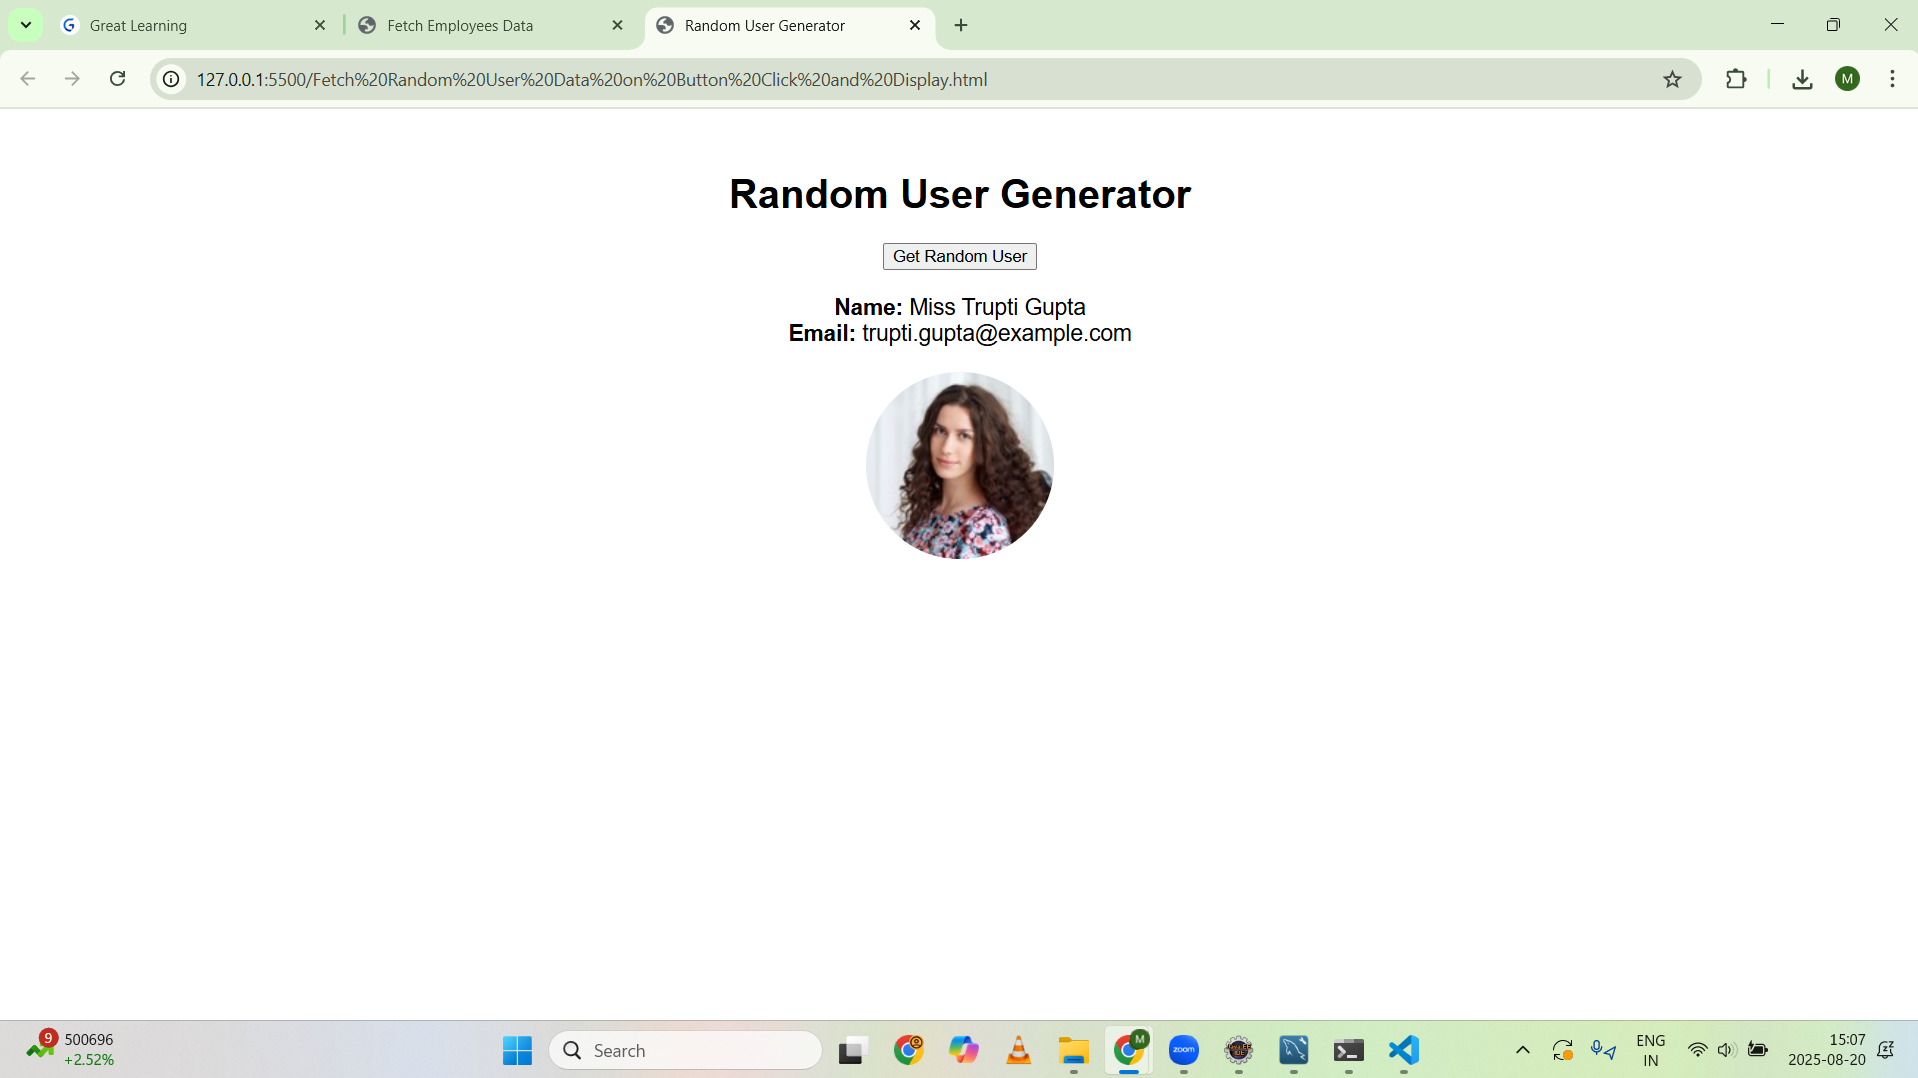 Great Learning
Fetch Employees Data
Random User Generator
127.0.0.1:5500/Fetch%20Random%20User%20Data%20on%20Button%20Click%20and%20Display.html
M
Random User Generator
Get Random User
Name: Miss Trupti Gupta
Email: trupti.gupta@example.com
9
500696
+2.52%
Search
M
zoom
ENG
IN
15:07
2025-08-20